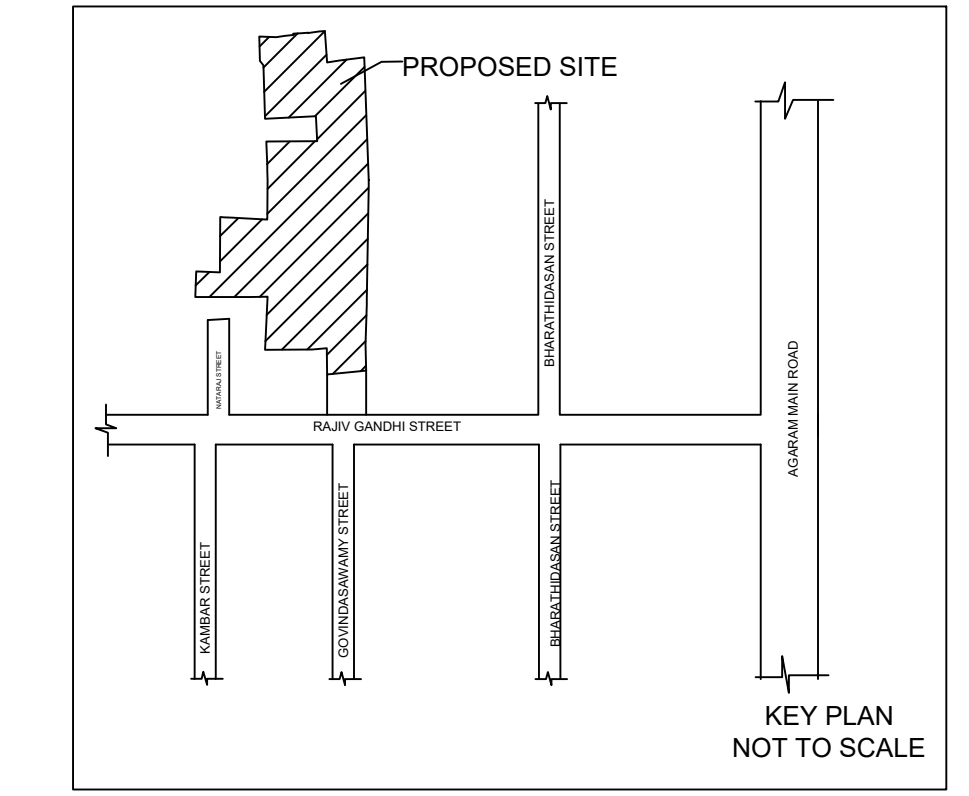 PROPOSED SITE
BHARATHIDASAN STREET
NATARAJ STREET
AGARAM MAIN ROAD
RAJIV GANDHI STREET
KAMBAR STREET
GOVINDASAWAMY STREET
BHARATHIDASAN STREET
KEY PLAN
NOT TO SCALE